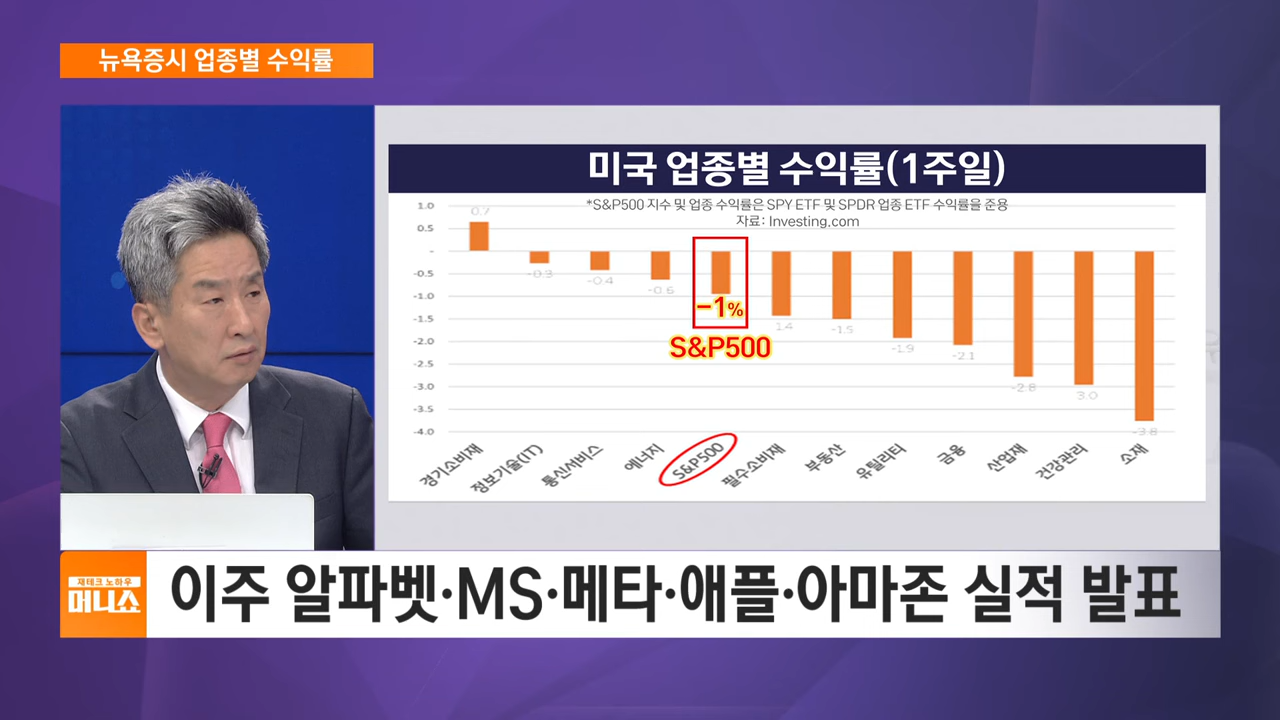 뉴욕증시 업종별 수익률
미국 업종별 수익률(1주일)
*S&P500 지수 및 업종 수익률은 SPY ETF 및 SPDR 업종 ETF 수익률을 준용
자료: Investing.com
1.0
0.5
-
-0.5
-1.0
-1.5
-2.0
-2.5
-3.0
-3.5
-4.0
0.7
-0.3
-0.4
-0.6
-1%
S&P500
1.4
-1.5
-1.9
-2.1
-2.8
3.0
-3.8
경기소비재
정보기술(IT)
통신서비스
에너지
S&P500
필수소비재
부동산
유틸리티
금융
산업재
건강관리
소재
재테크 노하우
머니쇼
이주 알파벳·MS·메타·애플·아마존 실적 발표